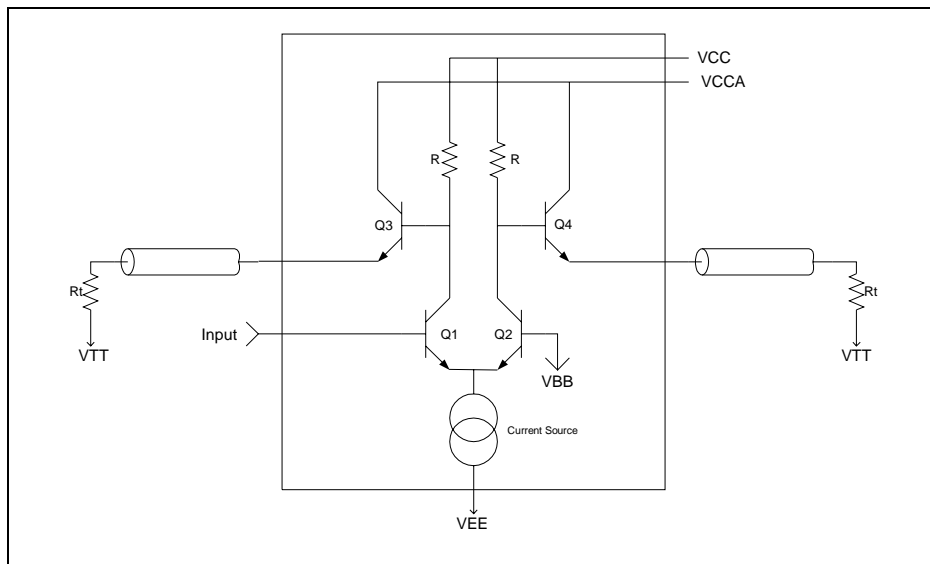 VCC
VCCA
R
R
Q3
Q4
Rt
Rt
Input
Q1
Q2
VTT
VBB
VTT
Current Source
VEE